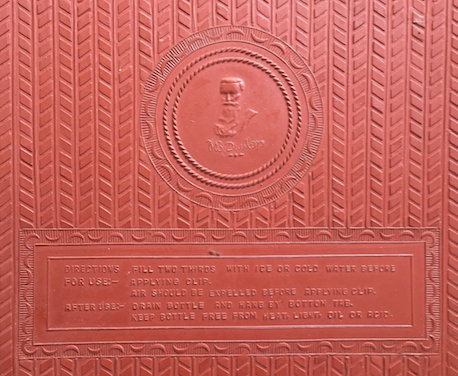 DIRECTIONS FILL TWO THIRDS WITH ICE OR COLD WATER BEFORE
FOR USE:- APPLYING CLIP.
AIR SHOULD BE EXPELLED BEFORE APPLYING CLIP.
AFTER USE:- DRAIN BOTTLE AND HANG BY BOTTOM TAB.
KEEP BOTTLE FREE FROM HEAT. LIGHT. OIL OR ACID.